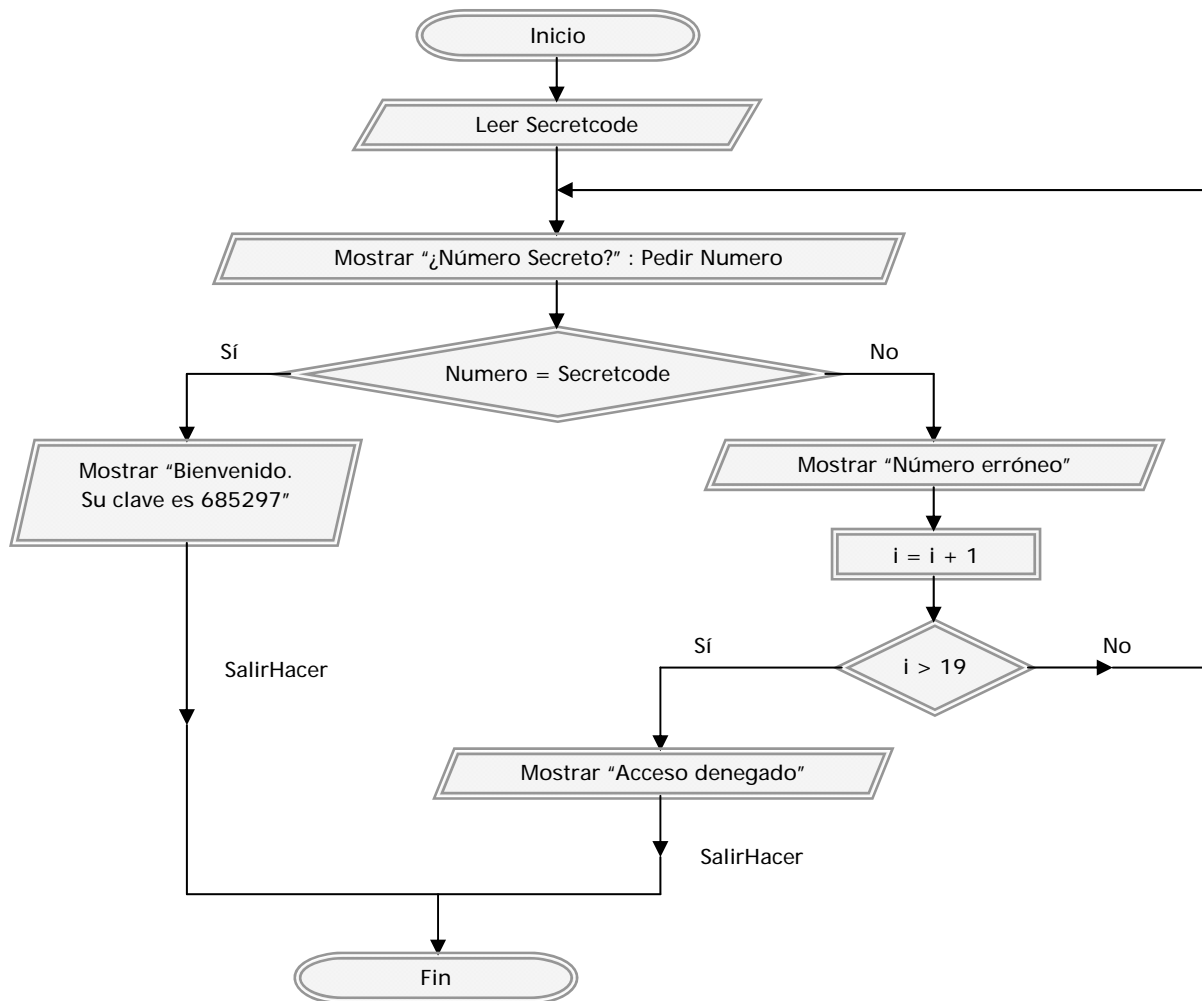 Inicio
Leer Secretcode
Mostrar “¿Número Secreto?” : Pedir Numero
Sí
No
Numero = Secretcode
Mostrar “Bienvenido.
Su clave es 685297”
Mostrar “Número erróneo”
i = i + 1
Sí
No
i > 19
SalirHacer
Mostrar “Acceso denegado”
SalirHacer
Fin